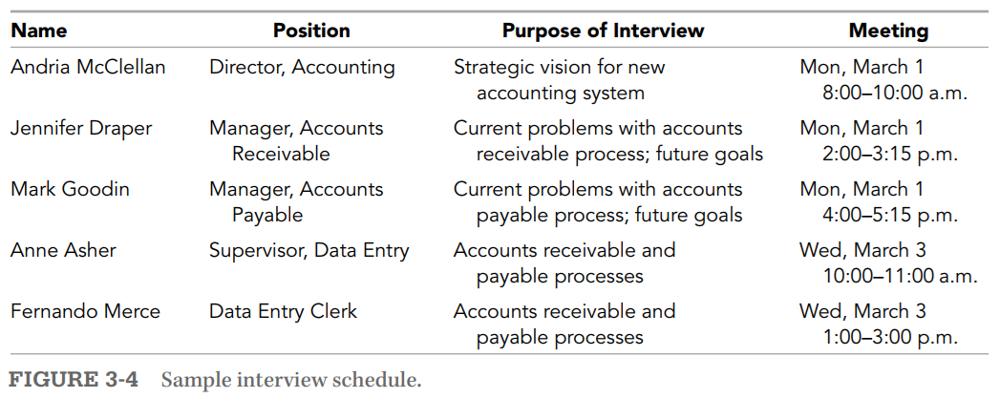 Name Position Purpose of Interview Meeting
Andria McClellan Director, Accounting Strategic vision for new Mon, March 1
accounting system 8:00–10:00 a.m.
Jennifer Draper Manager, Accounts Current problems with accounts Mon, March 1
Receivable receivable process; future goals 2:00–3:15 p.m.
Mark Goodin Manager, Accounts Current problems with accounts Mon, March 1
Payable payable process; future goals 4:00–5:15 p.m.
Anne Asher Supervisor, Data Entry Accounts receivable and Wed, March 3
payable processes 10:00–11:00 a.m.
Fernando Merce Data Entry Clerk Accounts receivable and Wed, March 3
payable processes 1:00–3:00 p.m.
FIGURE 3-4 Sample interview schedule.